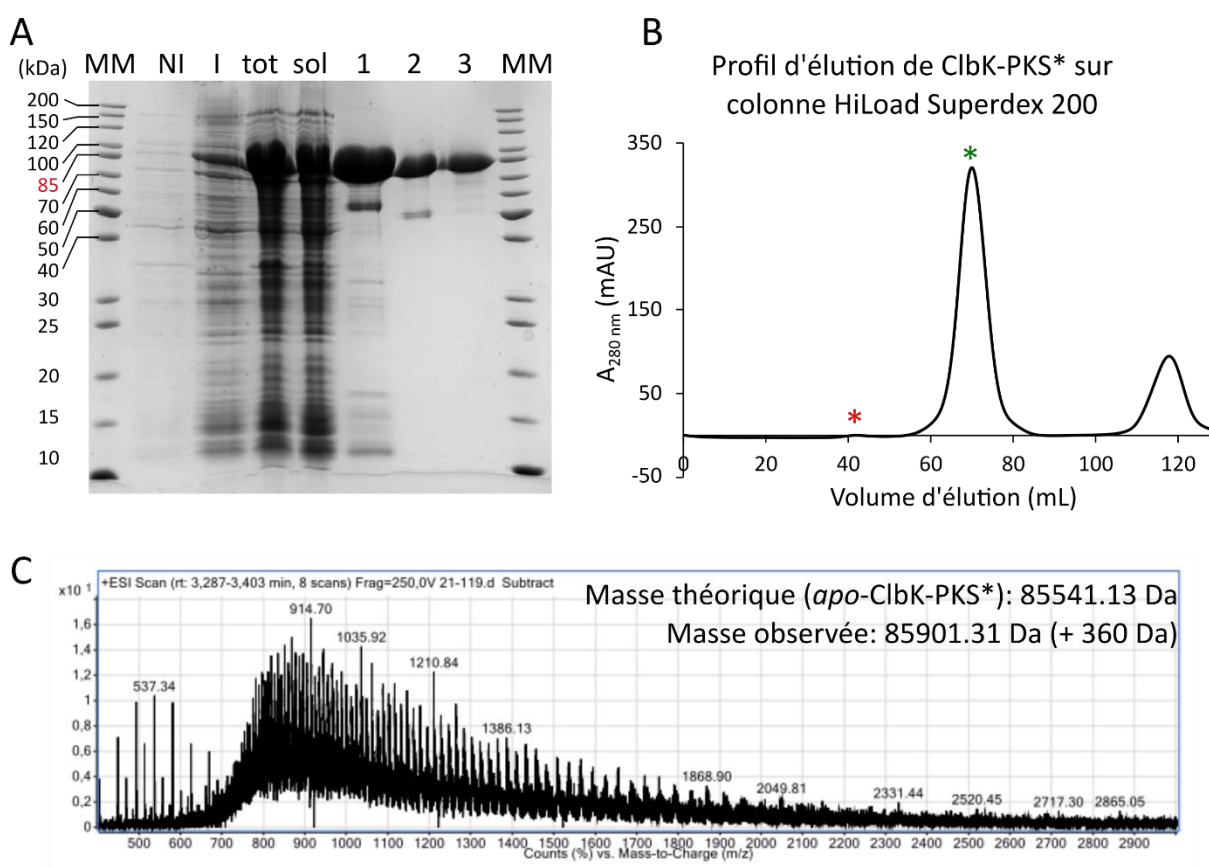 A
(kDa) MM NI I tot sol 1 2 3 MM
200
150
120
100
85
70
60
50
40
30
25
20
15
10
B
Profil d'élution de ClbK-PKS* sur
colonne HiLoad Superdex 200
350
250
150
50
-50
A280 nm (mAU)
*
*
0 20 40 60 80 100 120
Volume d'élution (mL)
C
+ESI Scan (rt: 3,287-3,403 min, 8 scans) Frag=250,0V 21-119.d Subtract
x10 1
Masse théorique (apo-ClbK-PKS*): 85541.13 Da
Masse observée: 85901.31 Da (+ 360 Da)
1,6
1,4
1,2
1
0,8
0,6
0,4
0,2
0
537.34
914.70
1035.92
1210.84
1386.13
1868.90
2049.81
2331.44
2520.45
2717.30
2865.05
500 600 700 800 900 1000 1100 1200 1300 1400 1500 1600 1700 1800 1900 2000 2100 2200 2300 2400 2500 2600 2700 2800 2900
Counts (%) vs. Mass-to-Charge (m/z)